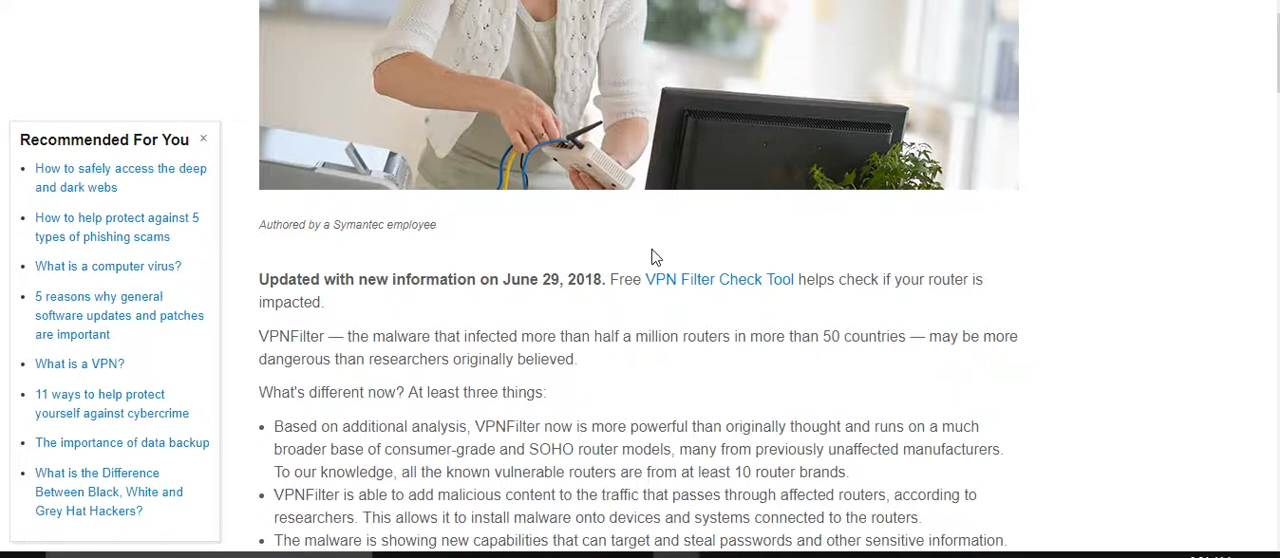 Recommended For You ×
How to safely access the deep
and dark webs
How to help protect against 5
types of phishing scams
What is a computer virus?
5 reasons why general
software updates and patches
are important
What is a VPN?
11 ways to help protect
yourself against cybercrime
The importance of data backup
What is the Difference
Between Black, White and
Grey Hat Hackers?
Authored by a Symantec employee
Updated with new information on June 29, 2018. Free VPN Filter Check Tool helps check if your router is
impacted.
VPNFilter — the malware that infected more than half a million routers in more than 50 countries — may be more
dangerous than researchers originally believed.
What's different now? At least three things:
Based on additional analysis, VPNFilter now is more powerful than originally thought and runs on a much
broader base of consumer-grade and SOHO router models, many from previously unaffected manufacturers.
To our knowledge, all the known vulnerable routers are from at least 10 router brands.
VPNFilter is able to add malicious content to the traffic that passes through affected routers, according to
researchers. This allows it to install malware onto devices and systems connected to the routers.
The malware is showing new capabilities that can target and steal passwords and other sensitive information.